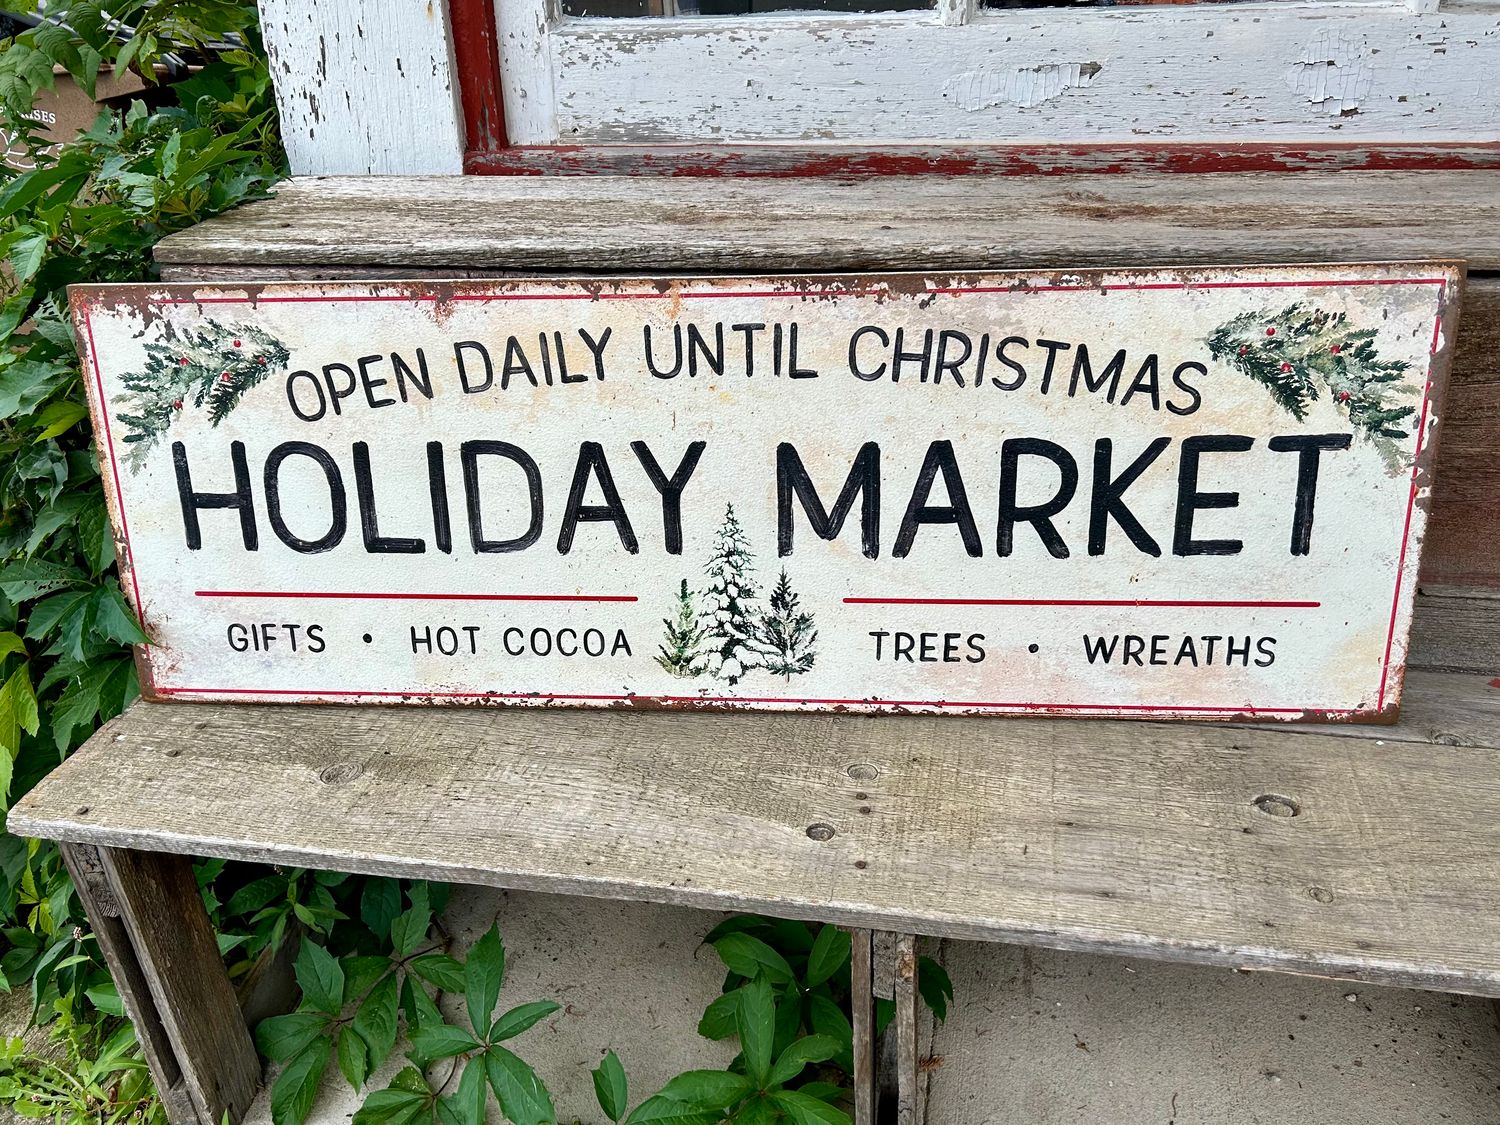 OPEN DAILY UNTIL CHRISTMAS
HOLIDAY MARKET
GIFTS • HOT COCOA TREES • WREATHS